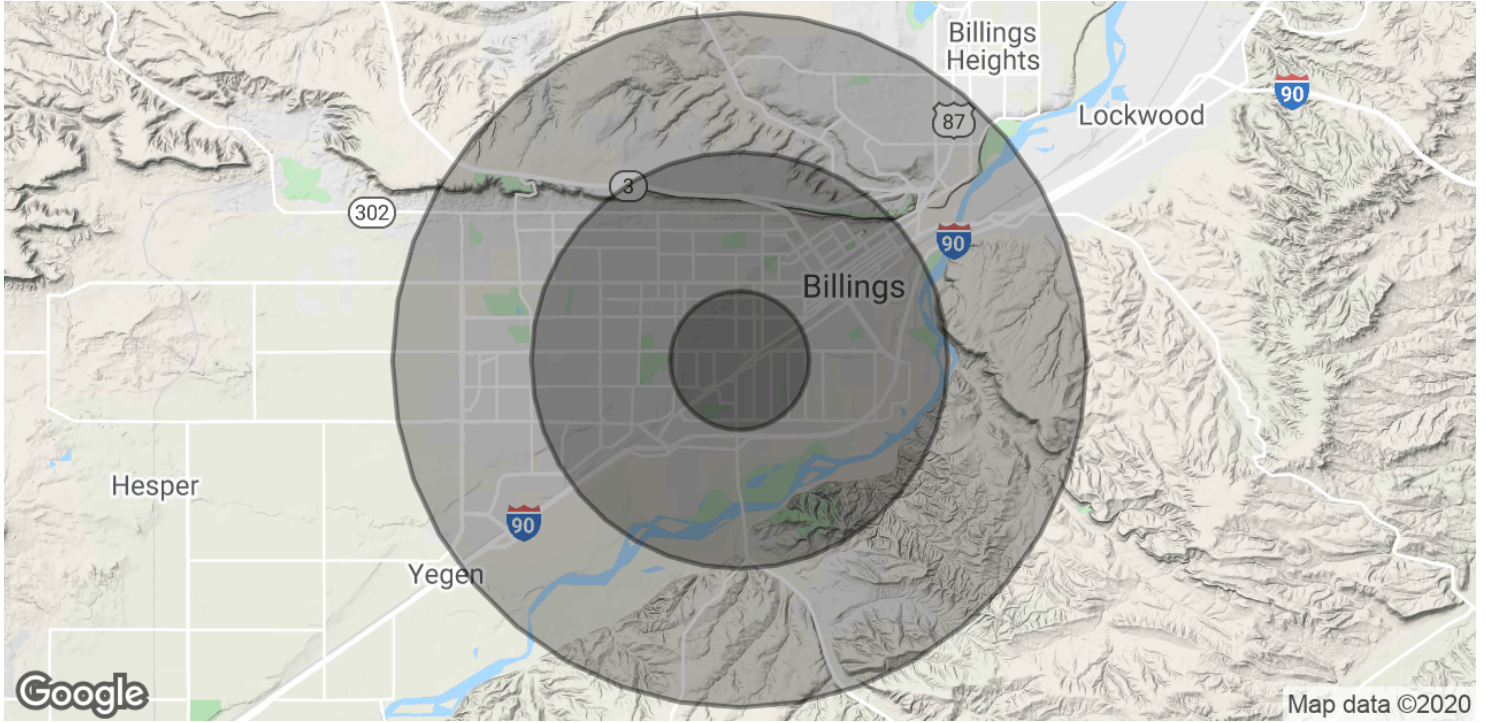 Billings
Heights
90
87
Lockwood
3
302
90
Billings
Hesper
90
Yegen
Google
Map data ©2020